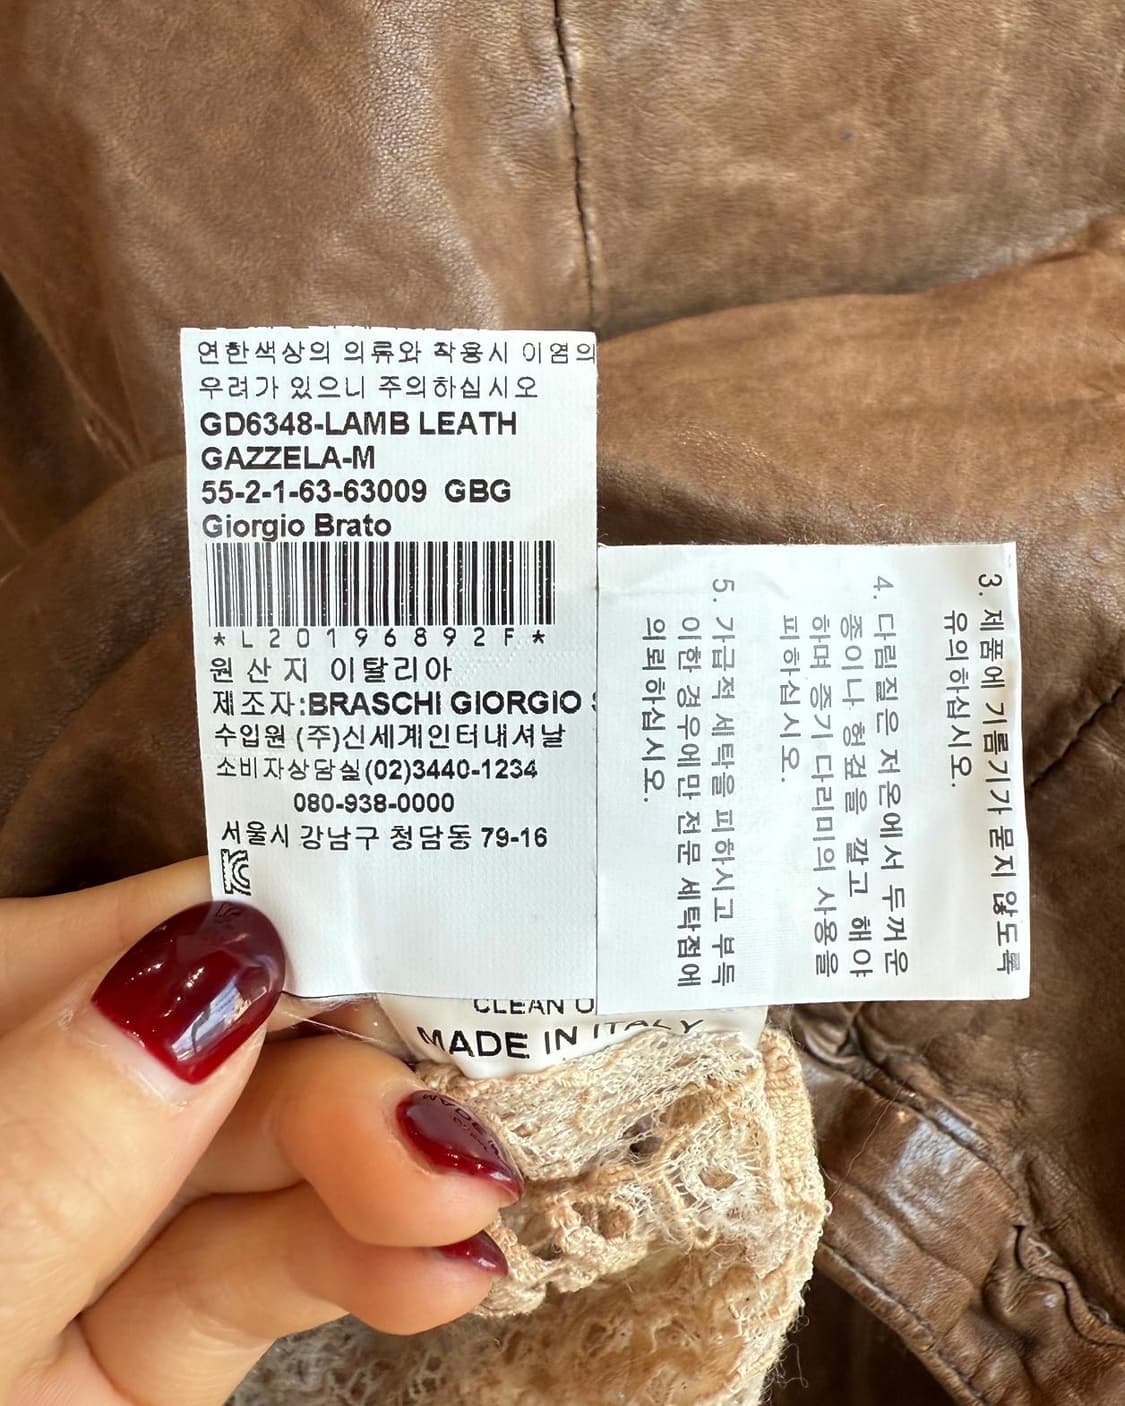 연한색상의 의류와 착용시 이염의
우려가 있으니 주의하십시오
GD6348-LAMB LEATH
GAZZELA-M
55-2-1-63-63009 GBG
Giorgio Brato
*L20196892F*
원 산 지 이탈리아
제조자:BRASCHI GIORGIO
수입원 (주)신세계인터내셔날
소비자상담실(02)3440-1234
080-938-0000
서울시 강남구 청담동 79-16
3. 제품에 기름기가 묻지 않도록
유의하십시오.
4. 다림질은 저온에서 두꺼운
종이나 헝겊을 깔고 해야
하며 증기 다리미의 사용을
피하십시오.
5. 가급적 세탁을 피하시고 부득
이한 경우에만 전문 세탁점에
의뢰하십시오.
CLEAN
MADE IN ITALY